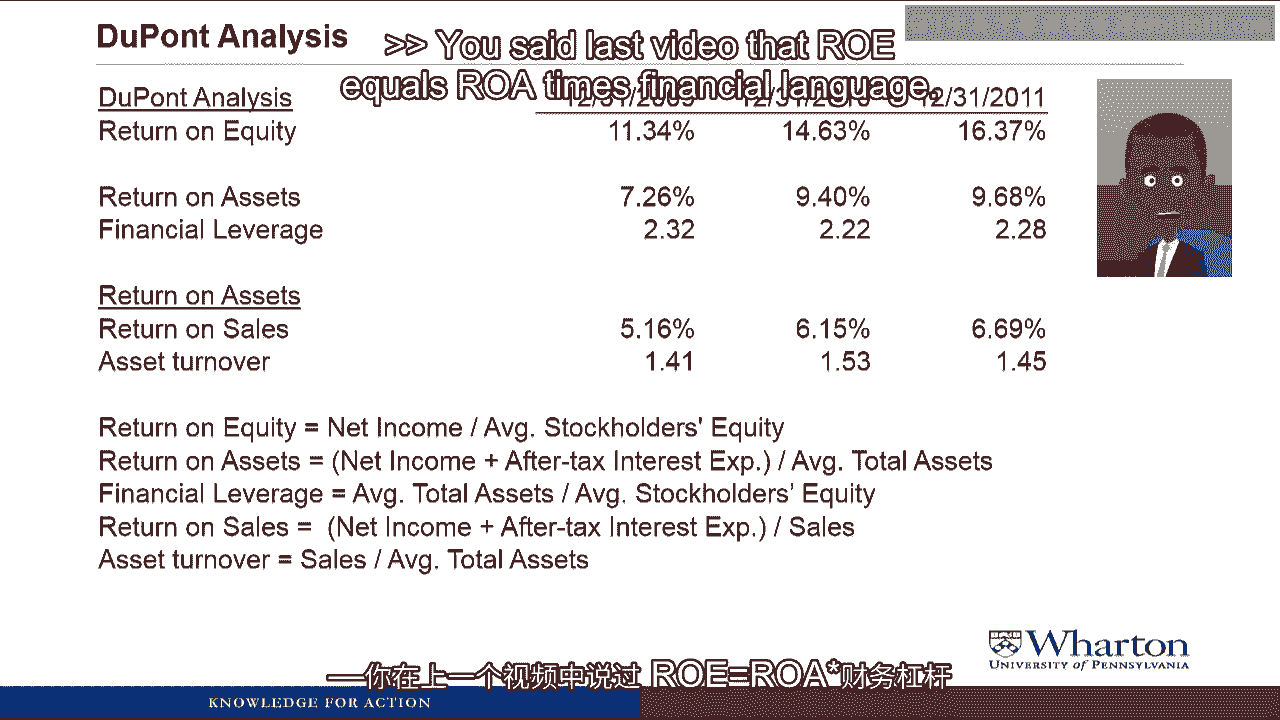 DuPont Analysis
>> You said last video that ROE
equals ROA times financial language.
DuPont Analysis 12/31/2011
Return on Equity 11.34% 14.63% 16.37%
Return on Assets 7.26% 9.40% 9.68%
Financial Leverage 2.32 2.22 2.28
Return on Assets
Return on Sales 5.16% 6.15% 6.69%
Asset turnover 1.41 1.53 1.45
Return on Equity = Net Income / Avg. Stockholders' Equity
Return on Assets = (Net Income + After-tax Interest Exp.) / Avg. Total Assets
Financial Leverage = Avg. Total Assets / Avg. Stockholders’ Equity
Return on Sales = (Net Income + After-tax Interest Exp.) / Sales
Asset turnover = Sales / Avg. Total Assets
Wharton
UNIVERSITY of PENNSYLVANIA
—你在上一个视频中说过 ROE=ROA*财务杠杆
KNOWLEDGE FOR ACTION